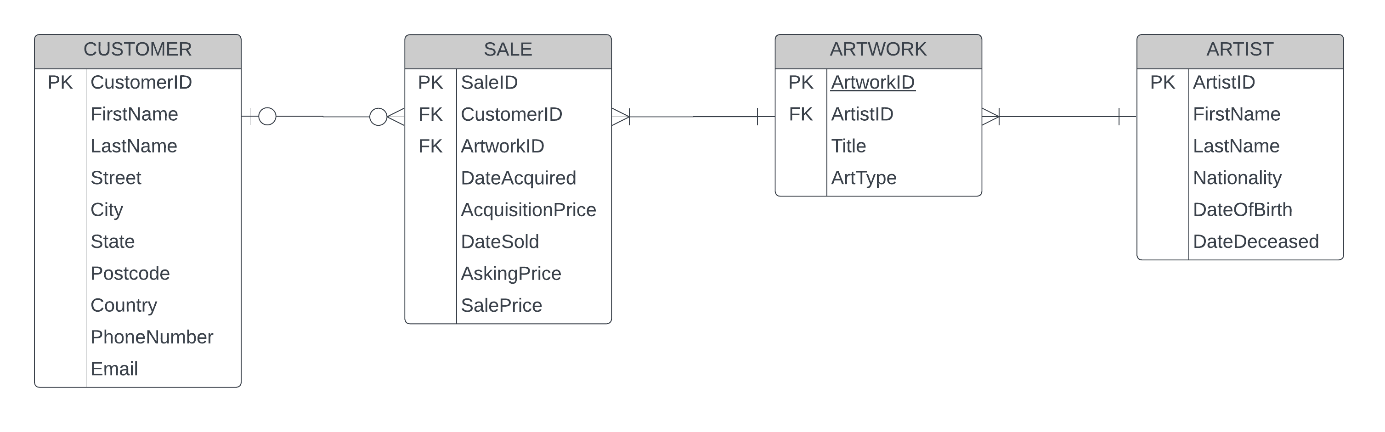 CUSTOMER
PK CustomerID
FirstName
LastName
Street
City
State
Postcode
Country
PhoneNumber
Email
SALE
PK SaleID
FK CustomerID
FK ArtworkID
DateAcquired
AcquisitionPrice
DateSold
AskingPrice
SalePrice
ARTWORK
PK ArtworkID
FK ArtistID
Title
ArtType
ARTIST
PK ArtistID
FirstName
LastName
Nationality
DateOfBirth
DateDeceased